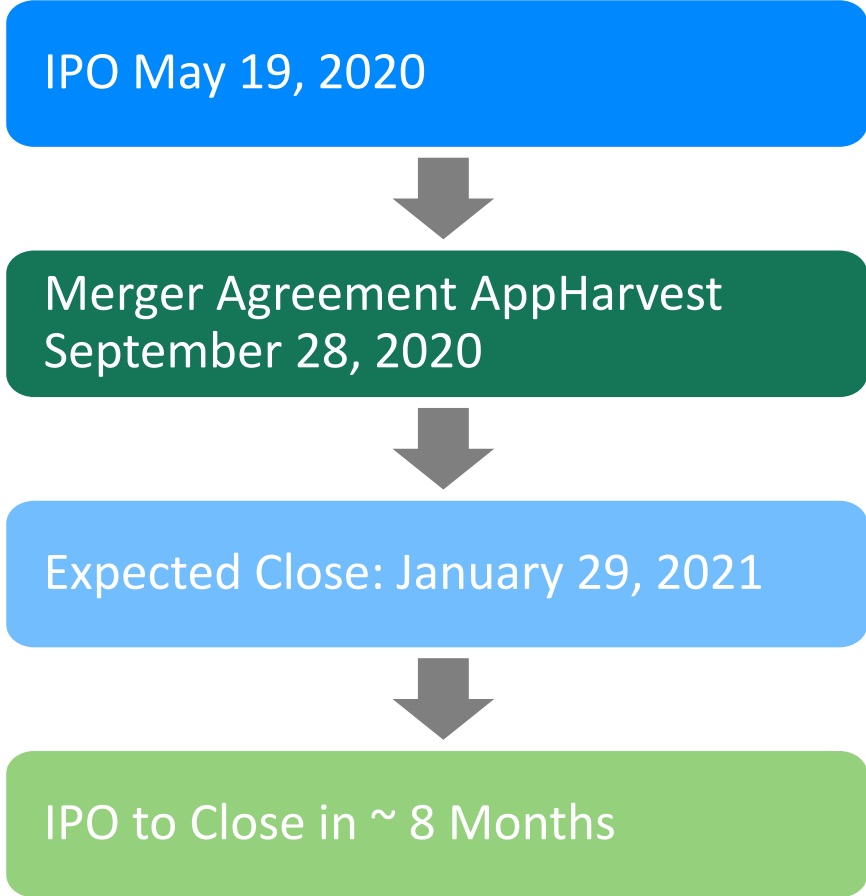 IPO May 19, 2020
Merger Agreement AppHarvest
September 28, 2020
Expected Close: January 29, 2021
IPO to Close in ~ 8 Months